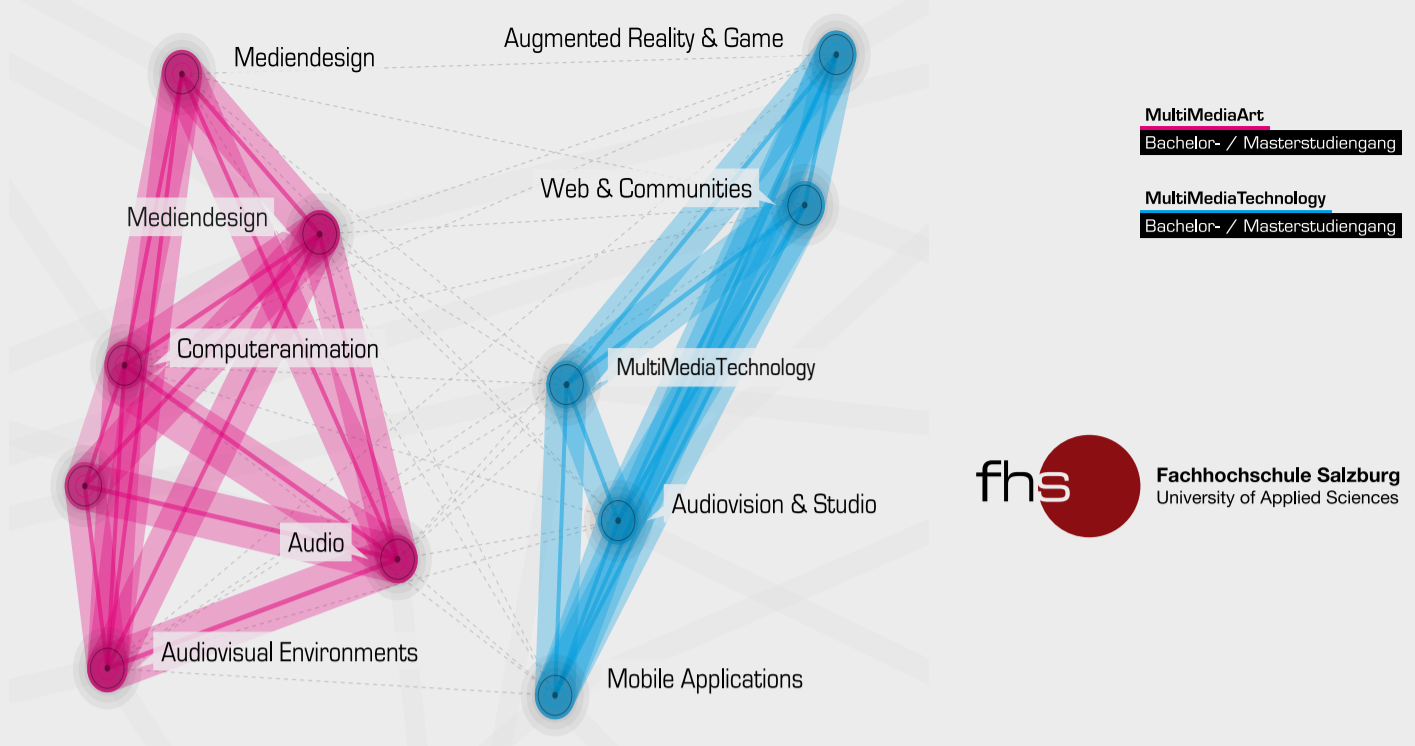 Mediendesign
Augmented Reality & Game
Mediendesign
Web & Communities
Computeranimation
MultiMediaTechnology
Audio
Audiovision & Studio
Audiovisual Environments
Mobile Applications
MultiMediaArt
Bachelor- / Masterstudiengang
MultiMediaTechnology
Bachelor- / Masterstudiengang
fhs
Fachhochschule Salzburg
University of Applied Sciences